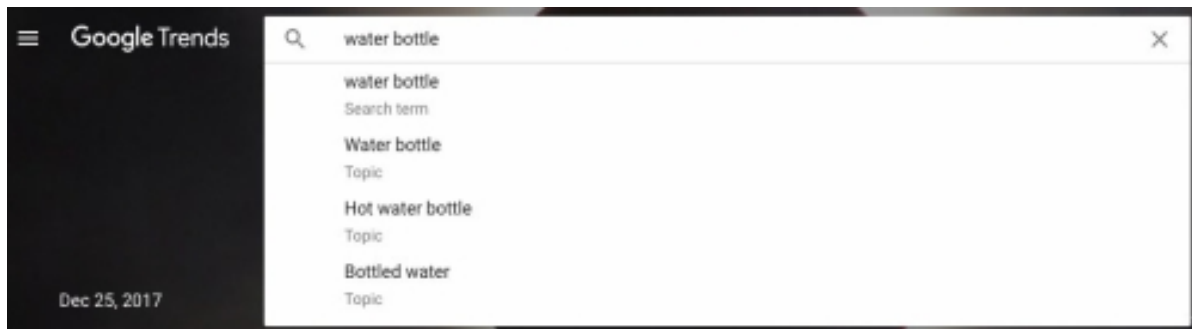 Google Trends
water bottle
water bottle
Search term
Water bottle
Topic
Hot water bottle
Topic
Bottled water
Topic
Dec 25, 2017